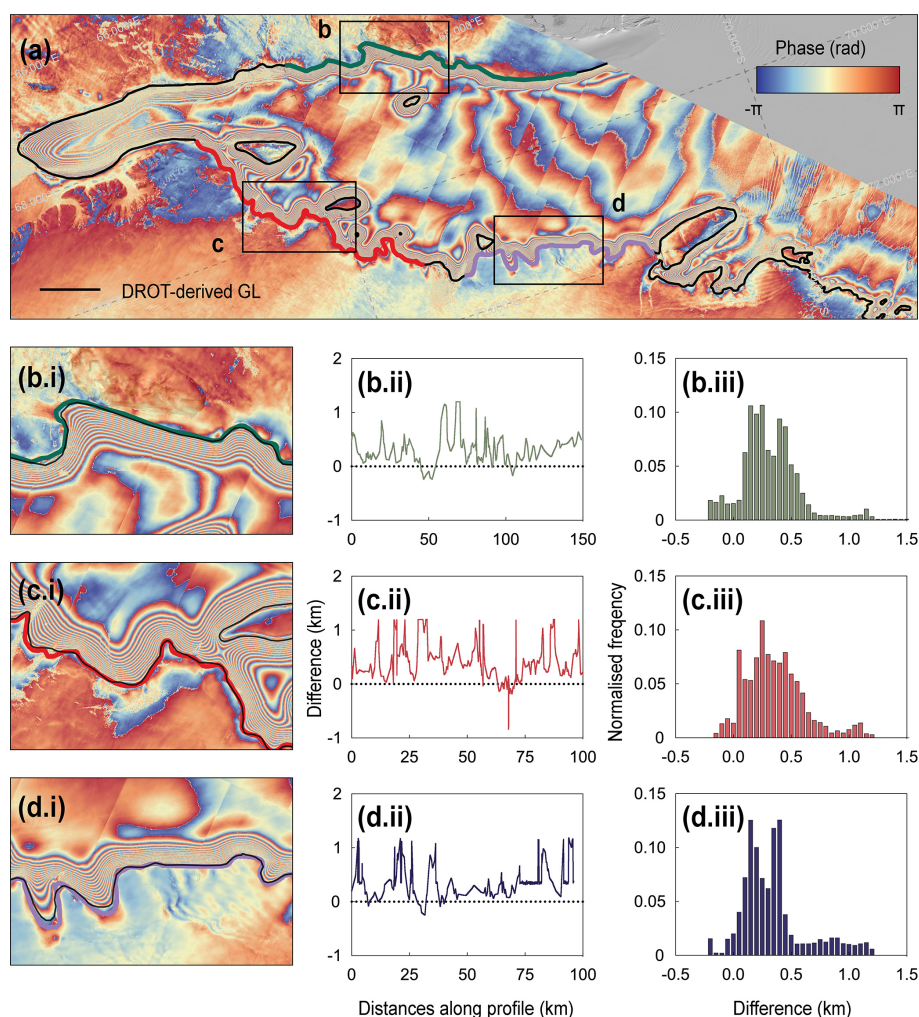 (a)
b
Phase (rad)
-π
π
d
c
DROT-derived GL
(b.i)
(b.ii)
(b.iii)
2
1
0
-1
0
50
100
150
0.15
0.10
0.05
0
-0.5
0.0
0.5
1.0
1.5
(c.i)
(c.ii)
(c.iii)
Difference (km)
2
1
0
-1
0
25
50
75
100
Normalised freqency
0.15
0.10
0.05
0
-0.5
0.0
0.5
1.0
1.5
(d.i)
(d.ii)
(d.iii)
2
1
0
-1
0
25
50
75
100
0.15
0.10
0.05
0
-0.5
0.0
0.5
1.0
1.5
Distances along profile (km)
Difference (km)